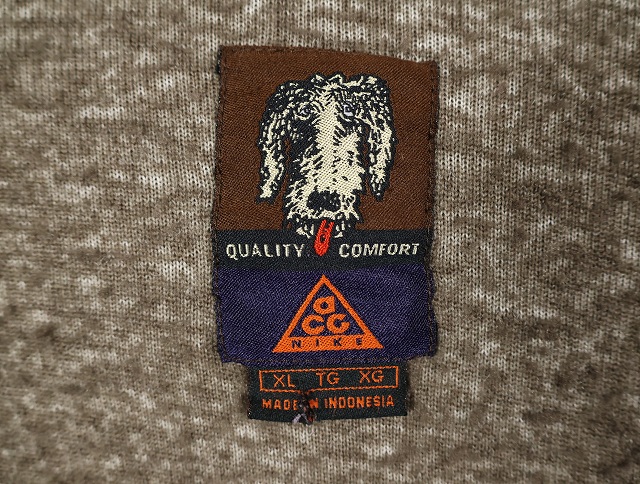 QUALITY COMFORT
aCG
NIKE
XL TG XG
MADE IN INDONESIA